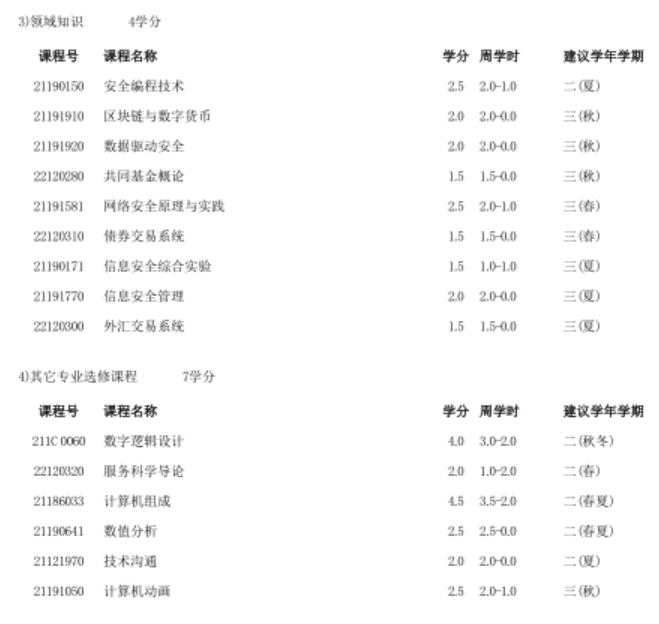 3)领域知识 4学分
课程号 课程名称 学分 周学时 建议学年学期
21190150 安全编程技术 2.5 2.0-1.0 二(夏)
21191910 区块链与数字货币 2.0 2.0-0.0 三(秋)
21191920 数据驱动安全 2.0 2.0-0.0 三(秋)
22120280 共同基金概论 1.5 1.5-0.0 三(秋)
21191581 网络安全原理与实践 2.5 2.0-1.0 三(春)
22120310 债券交易系统 1.5 1.5-0.0 三(春)
21190171 信息安全综合实验 1.5 1.0-1.0 三(夏)
21191770 信息安全管理 2.0 2.0-0.0 三(夏)
22120300 外汇交易系统 1.5 1.5-0.0 三(夏)
4)其它专业选修课程 7学分
课程号 课程名称 学分 周学时 建议学年学期
211C0060 数字逻辑设计 4.0 3.0-2.0 二(秋冬)
22120320 服务科学导论 2.0 1.0-2.0 二(春)
21186033 计算机组成 4.5 3.5-2.0 二(春夏)
21190641 数值分析 2.5 2.5-0.0 二(春夏)
21121970 技术沟通 2.0 2.0-0.0 二(夏)
21191050 计算机动画 2.5 2.0-1.0 三(秋)